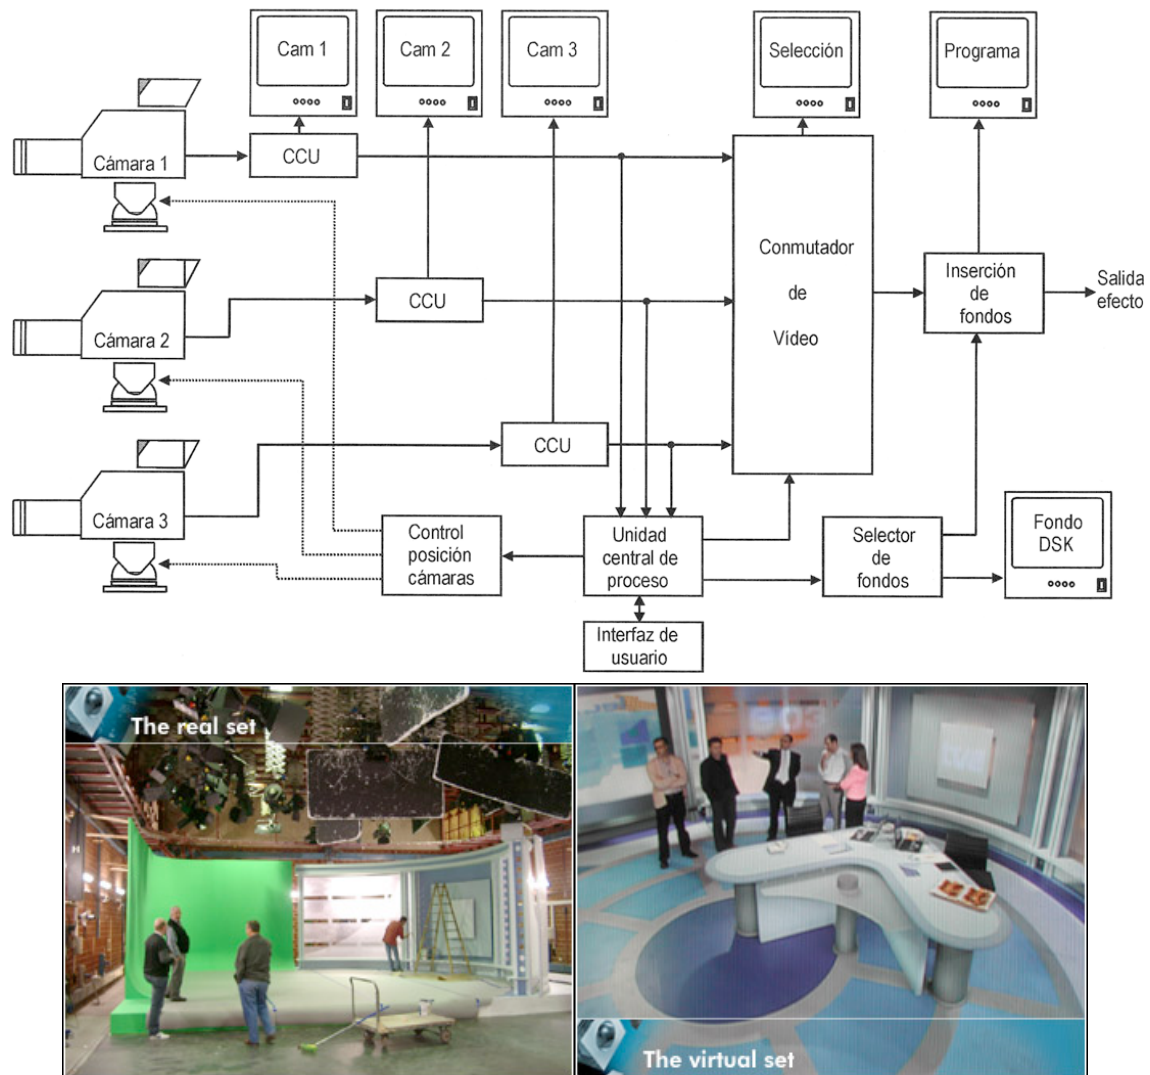 Cam 1
Cam 2
Cam 3
Selección
Programa
Cámara 1
CCU
Conmutador
de
Vídeo
Inserción
de
fondos
Salida
efecto
CCU
Cámara 2
CCU
Cámara 3
Control
posición
cámaras
Unidad
central de
proceso
Selector
de
fondos
Fondo
DSK
Interfaz de
usuario
The real set
H
The virtual set